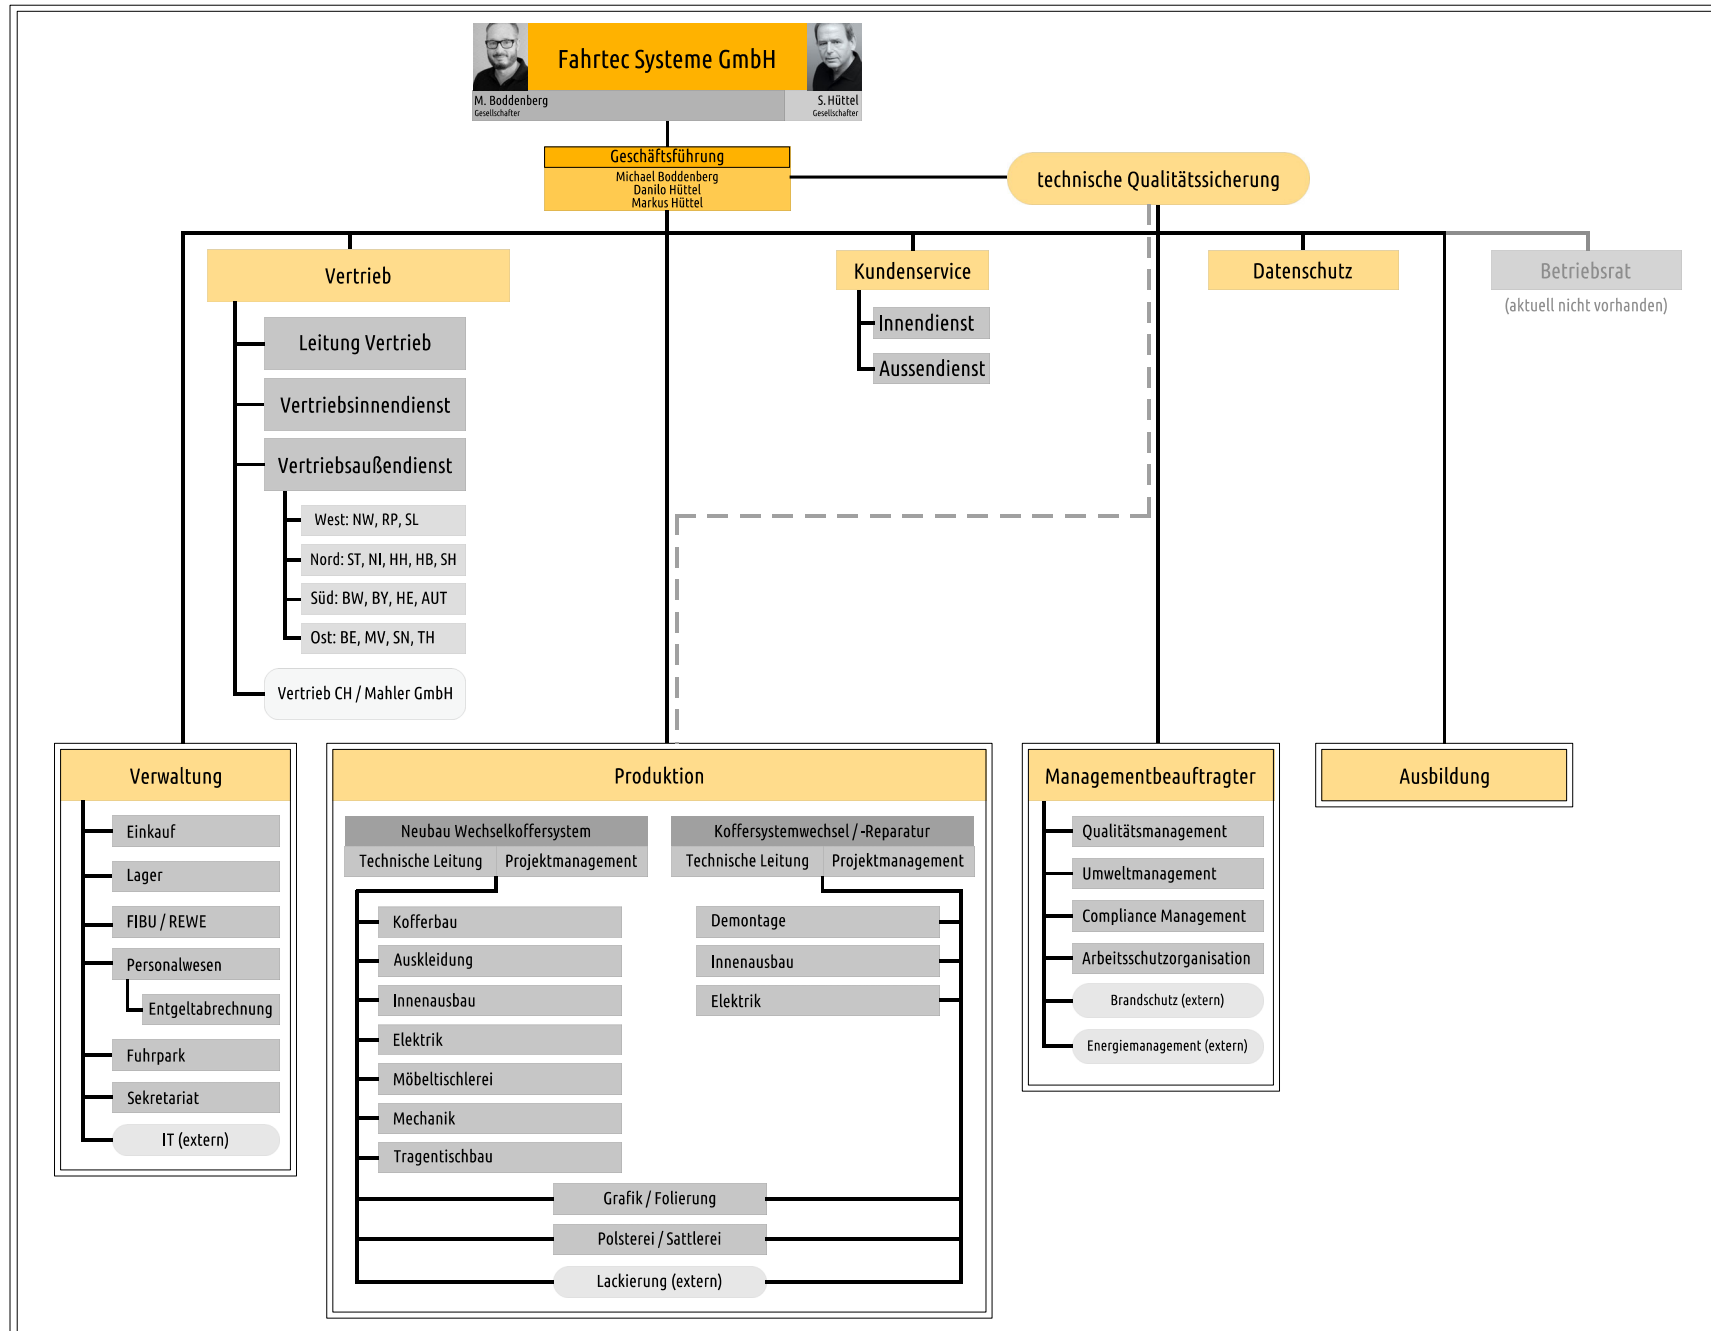 Fahrtec Systeme GmbH
M. Boddenberg
Gesellschafter
S. Hüttel
Gesellschafter
Geschäftsführung
Michael Boddenberg
Danilo Hüttel
Markus Hüttel
technische Qualitätssicherung
Vertrieb
Leitung Vertrieb
Vertriebsinnendienst
Vertriebsaußendienst
West: NW, RP, SL
Nord: ST, NI, HH, HB, SH
Süd: BW, BY, HE, AUT
Ost: BE, MV, SN, TH
Vertrieb CH / Mahler GmbH
Kundenservice
Innendienst
Aussendienst
Datenschutz
Betriebsrat
(aktuell nicht vorhanden)
Verwaltung
Einkauf
Lager
FIBU / REWE
Personalwesen
Entgeltabrechnung
Fuhrpark
Sekretariat
IT (extern)
Produktion
Neubau Wechselkoffersystem
Technische Leitung
Projektmanagement
Kofferbau
Auskleidung
Innenausbau
Elektrik
Möbeltischlerei
Mechanik
Tragentischbau
Koffersystemwechsel / -Reparatur
Technische Leitung
Projektmanagement
Demontage
Innenausbau
Elektrik
Grafik / Folierung
Polsterei / Sattlerei
Lackierung (extern)
Managementbeauftragter
Qualitätsmanagement
Umweltmanagement
Compliance Management
Arbeitsschutzorganisation
Brandschutz (extern)
Energiemanagement (extern)
Ausbildung